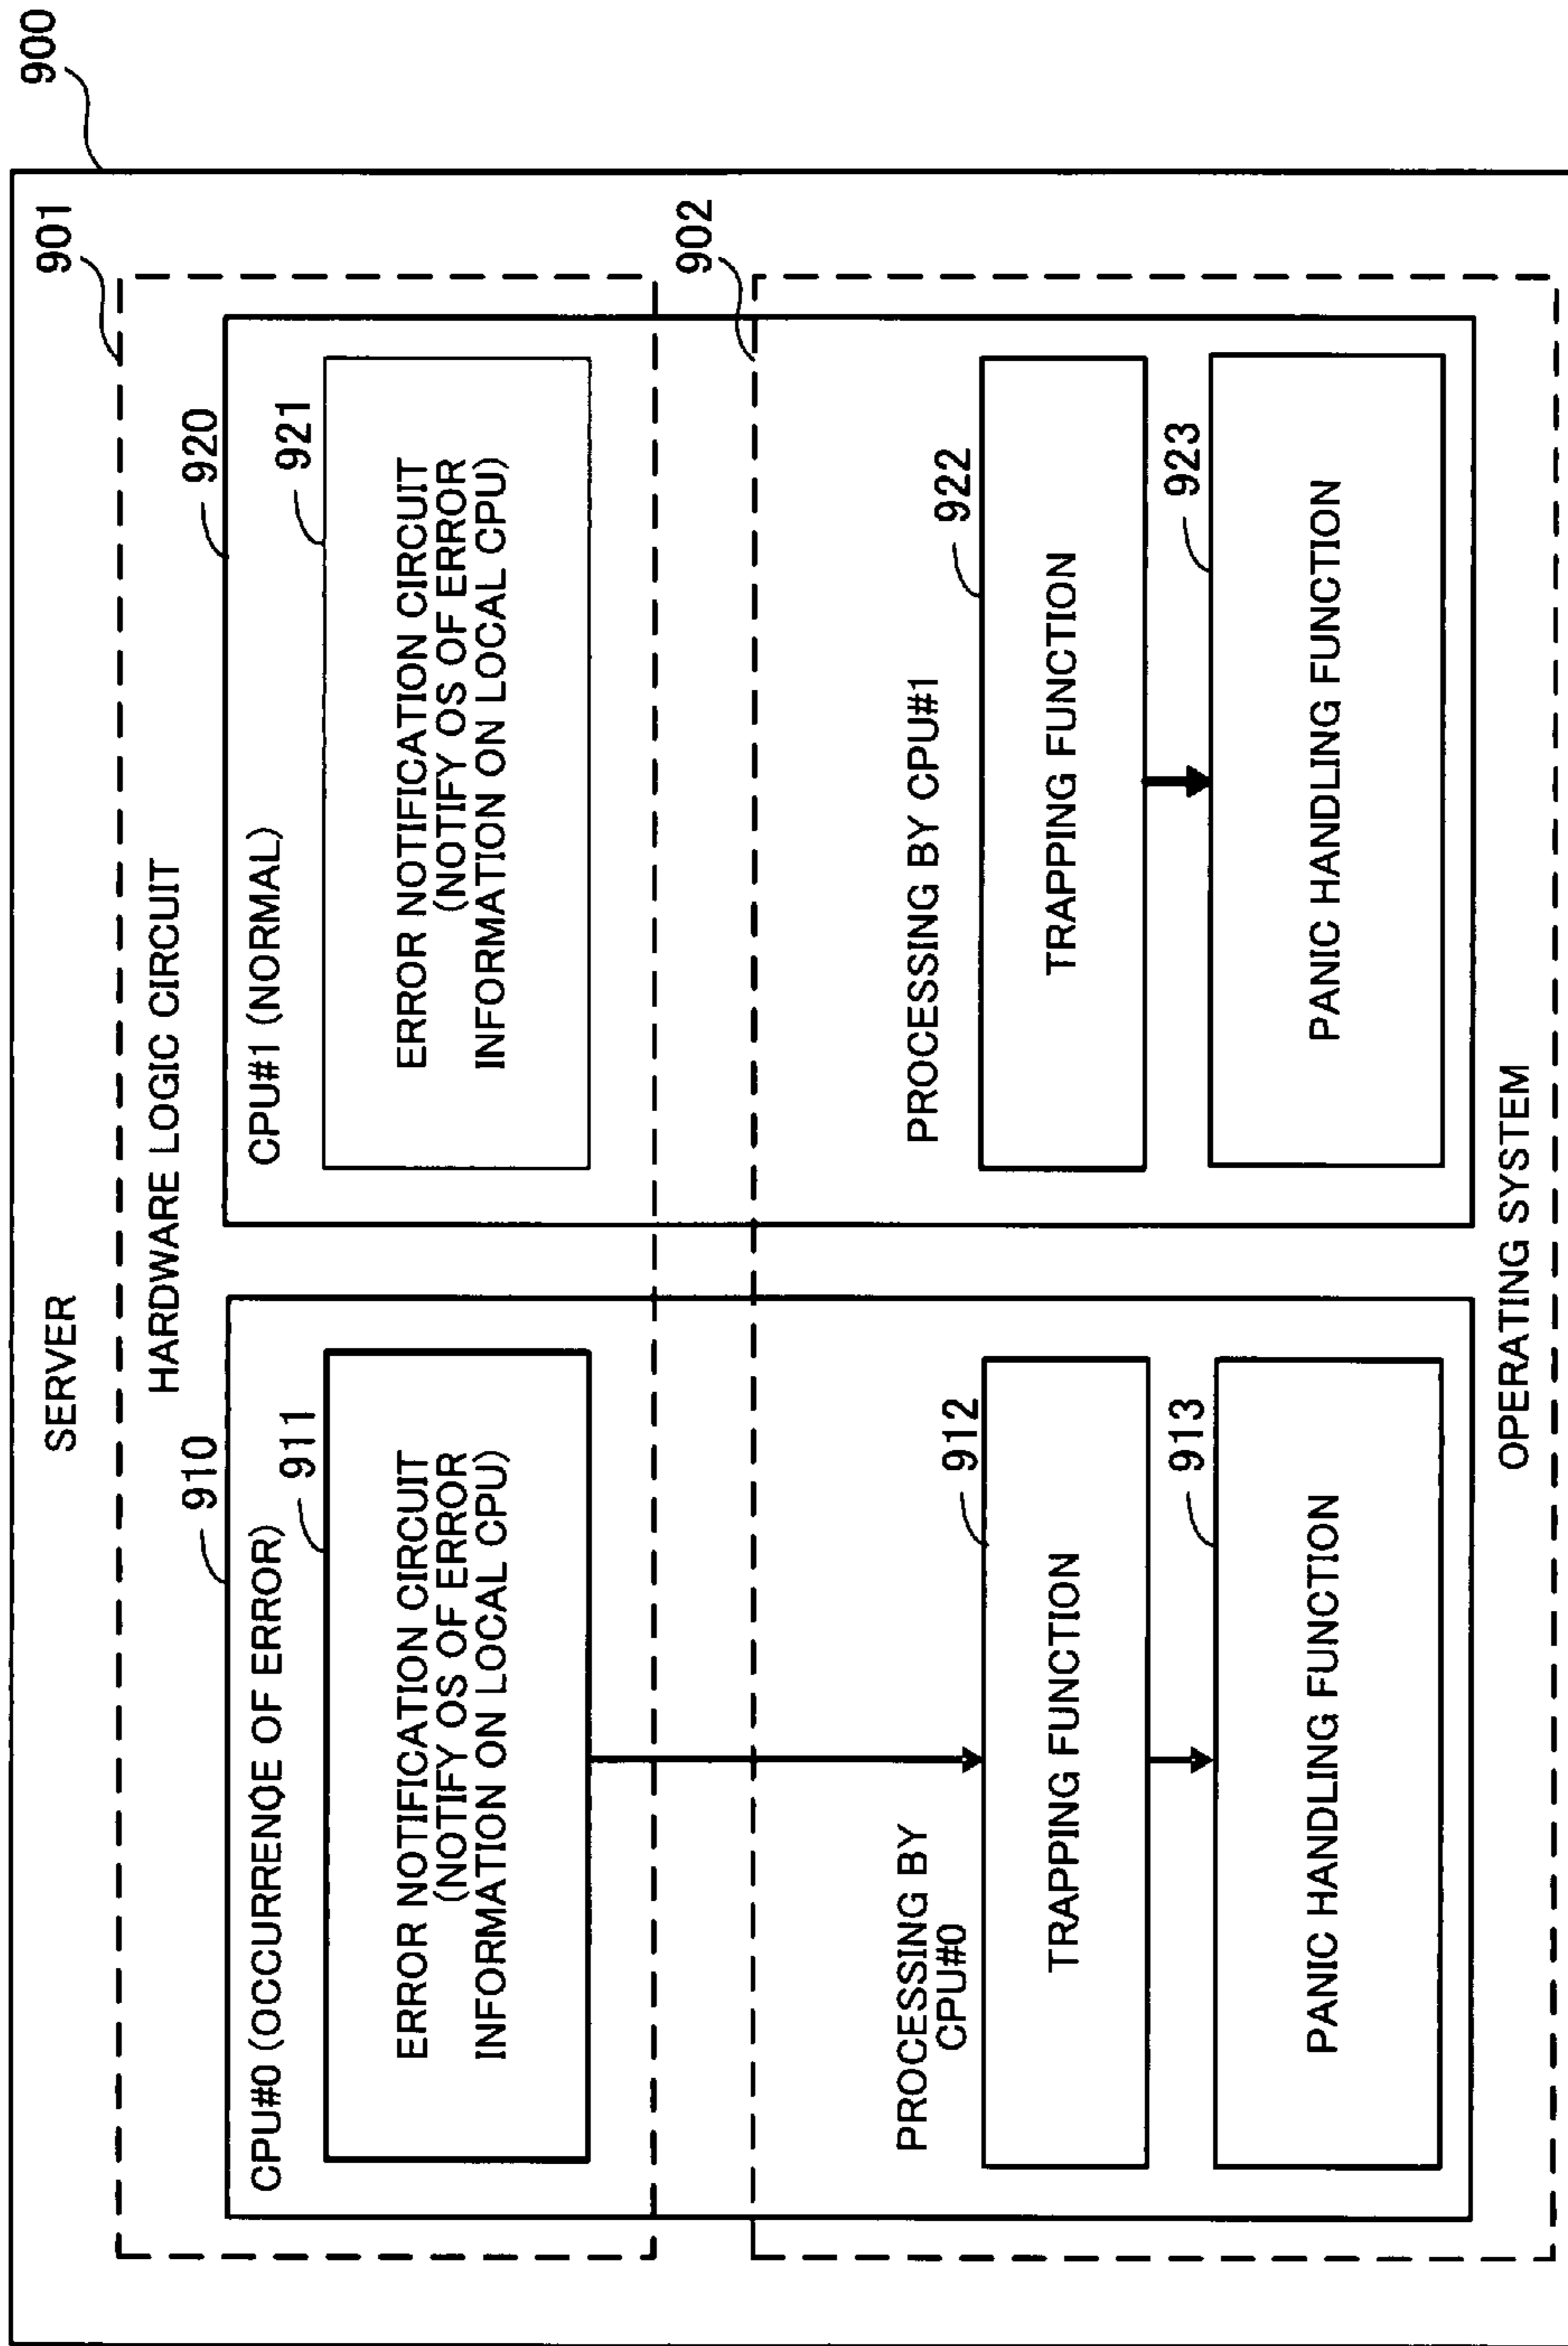 900
SERVER
901
HARDWARE LOGIC CIRCUIT
910
CPU#0 (OCCURRENCE OF ERROR)
911
ERROR NOTIFICATION CIRCUIT
(NOTIFY OS OF ERROR
INFORMATION ON LOCAL CPU)
920
CPU#1 (NORMAL)
921
ERROR NOTIFICATION CIRCUIT
(NOTIFY OS OF ERROR
INFORMATION ON LOCAL CPU)
902
PROCESSING BY
CPU#0
912
TRAPPING FUNCTION
913
PANIC HANDLING FUNCTION
PROCESSING BY CPU#1
922
TRAPPING FUNCTION
923
PANIC HANDLING FUNCTION
OPERATING SYSTEM